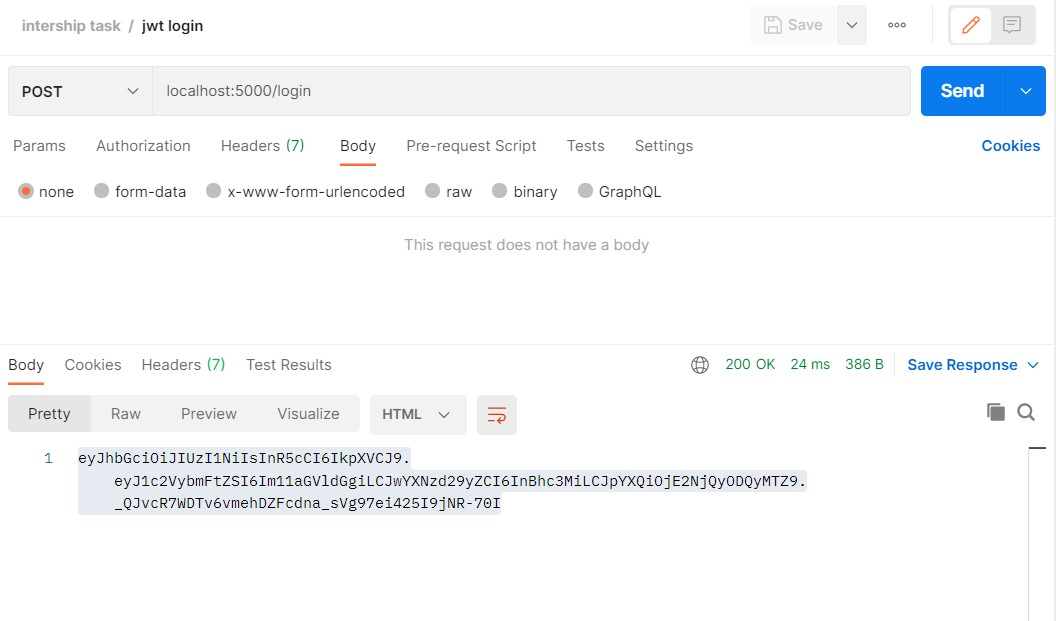 intership task / jwt login
Save
POST
localhost:5000/login
Send
Params Authorization Headers (7) Body Pre-request Script Tests Settings Cookies
none form-data x-www-form-urlencoded raw binary GraphQL
This request does not have a body
Body Cookies Headers (7) Test Results 200 OK 24 ms 386 B Save Response
Pretty Raw Preview Visualize HTML
1 eyJhbGciOiJIUzI1NiIsInR5cCI6IkpXVCJ9.
eyJ1c2VybmFtZSI6Im11aGVldGgiLCJwYXNzd29yZCI6InBhc3MiLCJpYXQiOjE2NjQyODQyMTZ9.
_QJvcR7WDTv6vmehDZFcdna_sVg97ei425I9jNR-70I